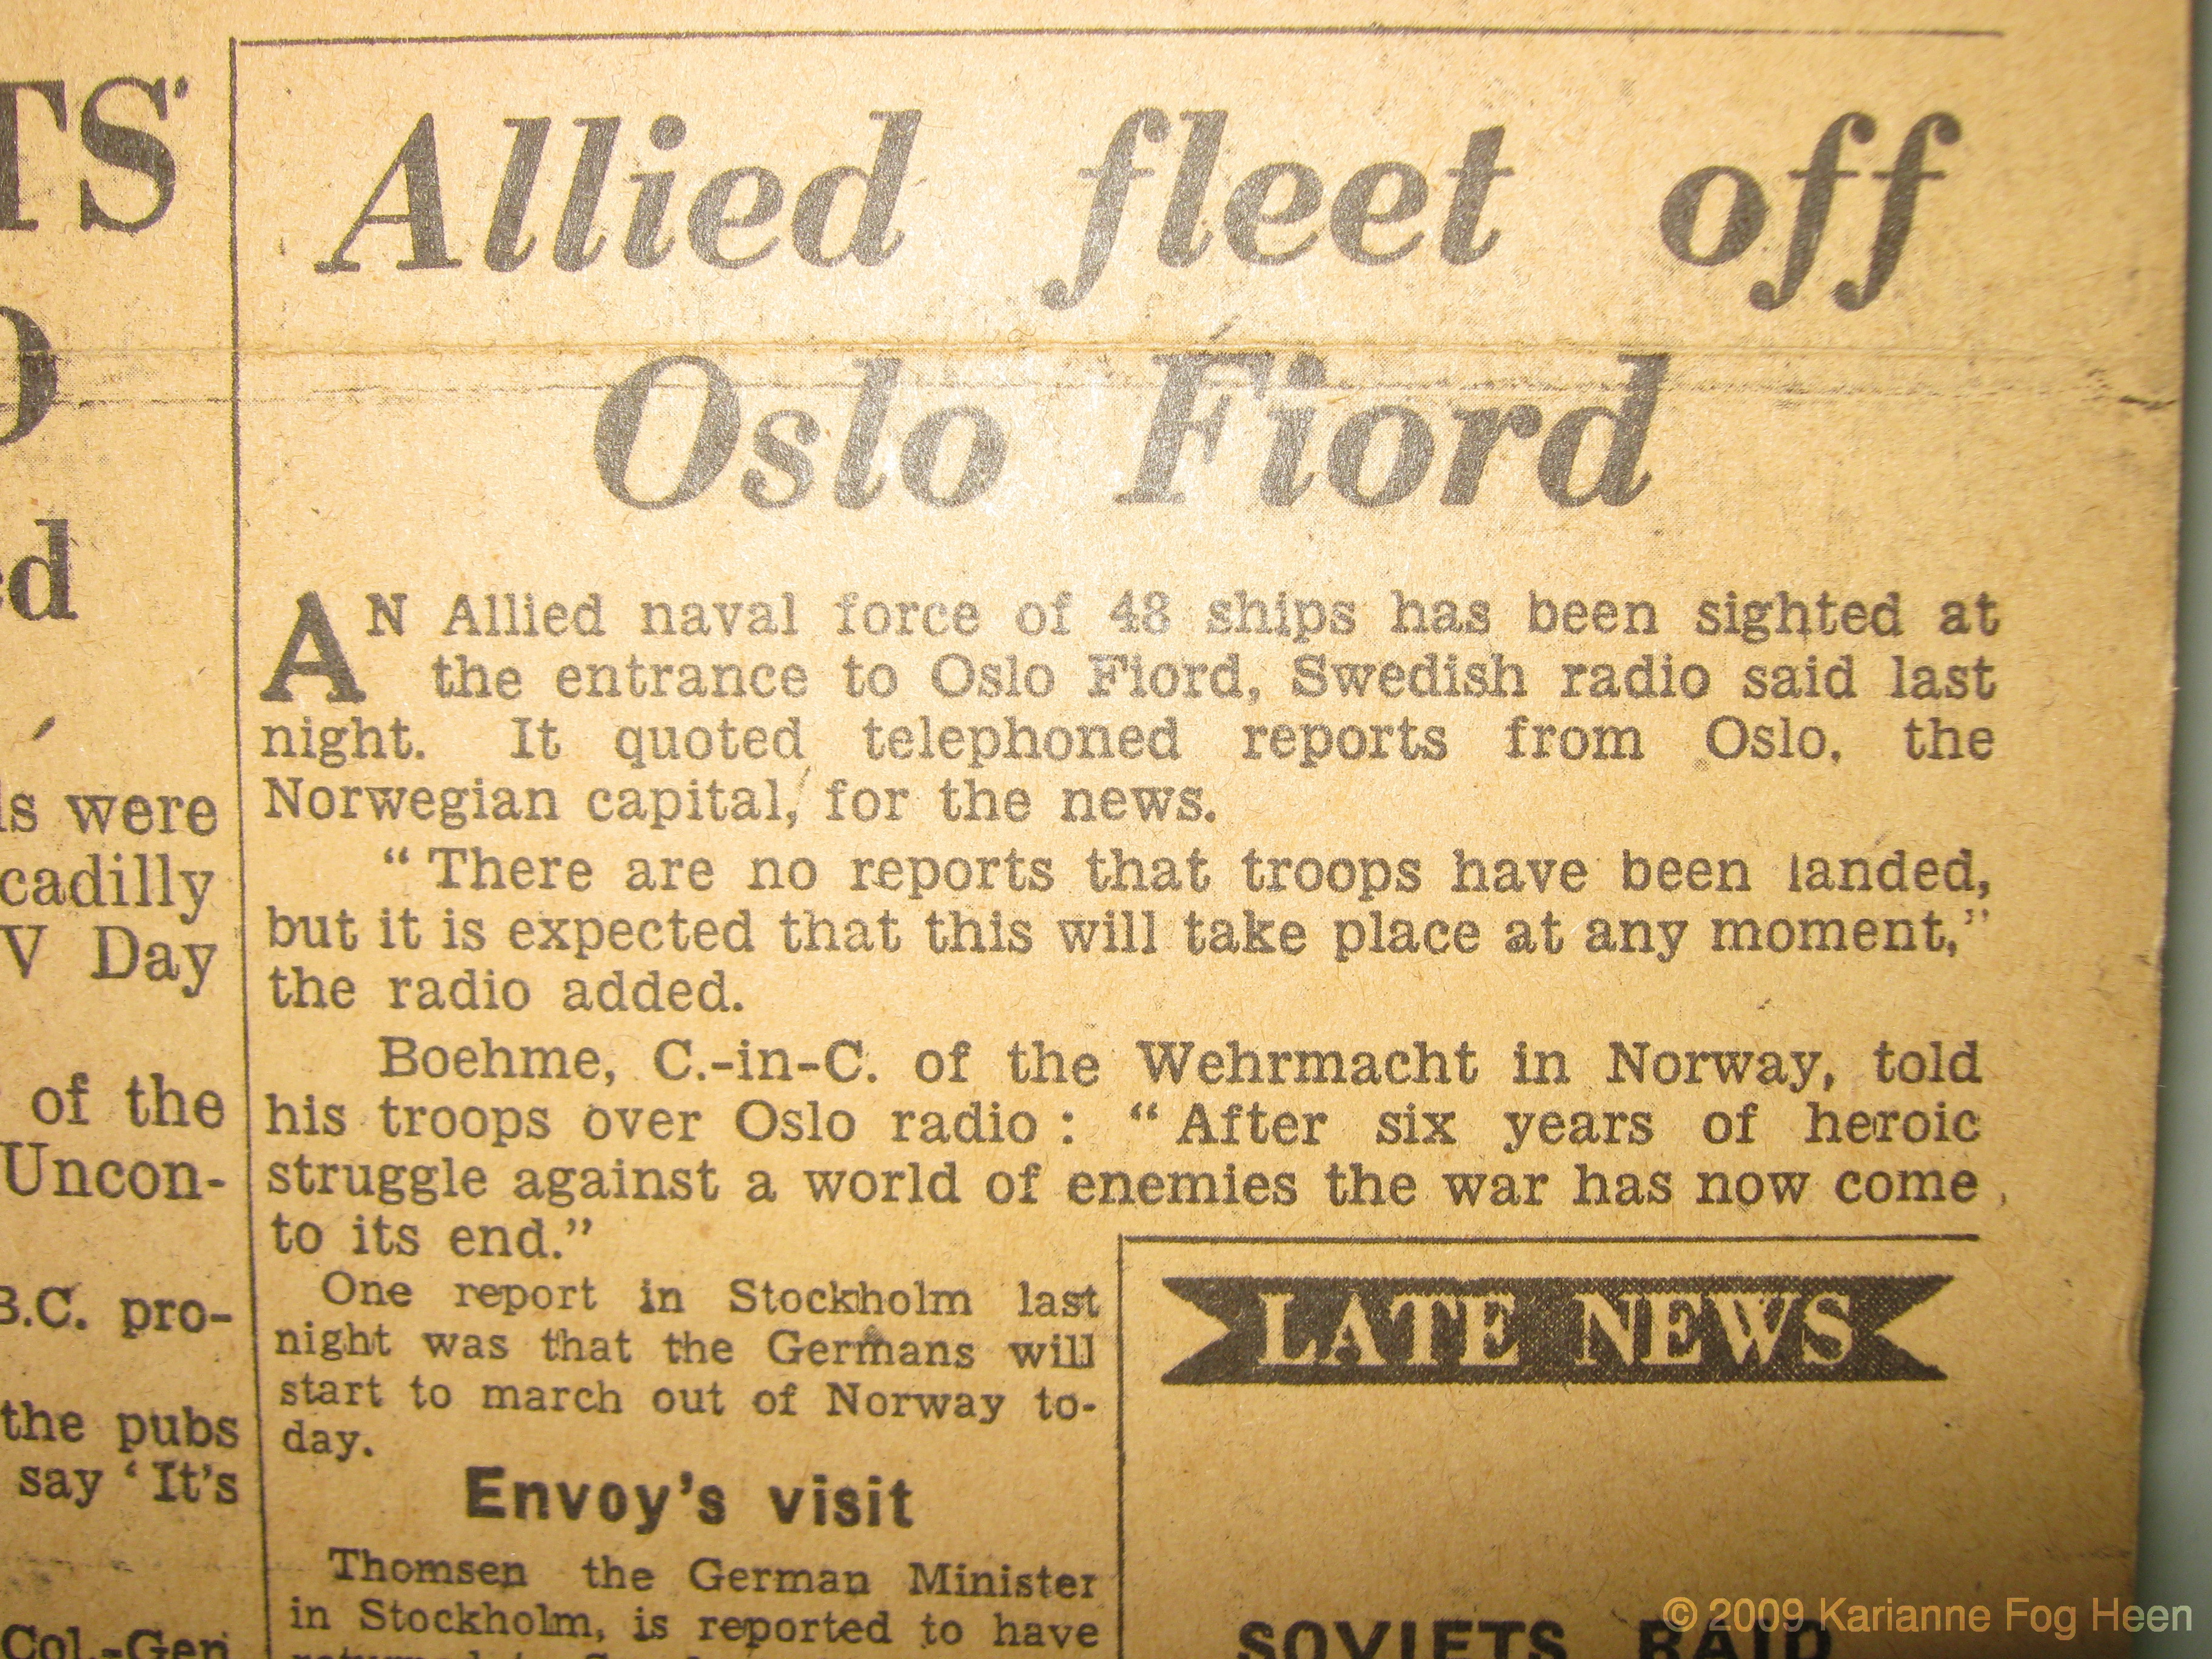 TS
Allied fleet off
Oslo Fiord
AN Allied naval force of 48 ships has been sighted at
the entrance to Oslo Fiord, Swedish radio said last
night. It quoted telephoned reports from Oslo, the
Norwegian capital, for the news.
“There are no reports that troops have been landed,
but it is expected that this will take place at any moment,”
the radio added.
Boehme, C.-in-C. of the Wehrmacht in Norway, told
his troops over Oslo radio: “After six years of heroic
struggle against a world of enemies the war has now come
to its end.”
One report in Stockholm last
night was that the Germans will
start to march out of Norway to-
day.
Envoy's visit
Thomsen the German Minister
in Stockholm, is reported to have
LATE NEWS
SOVIETS RAID
ed
ls were
cadilly
V Day
of the
Uncon-
B.C. pro-
the pubs
say ‘It's
Col.-Gen
© 2009 Karianne Fog Heen